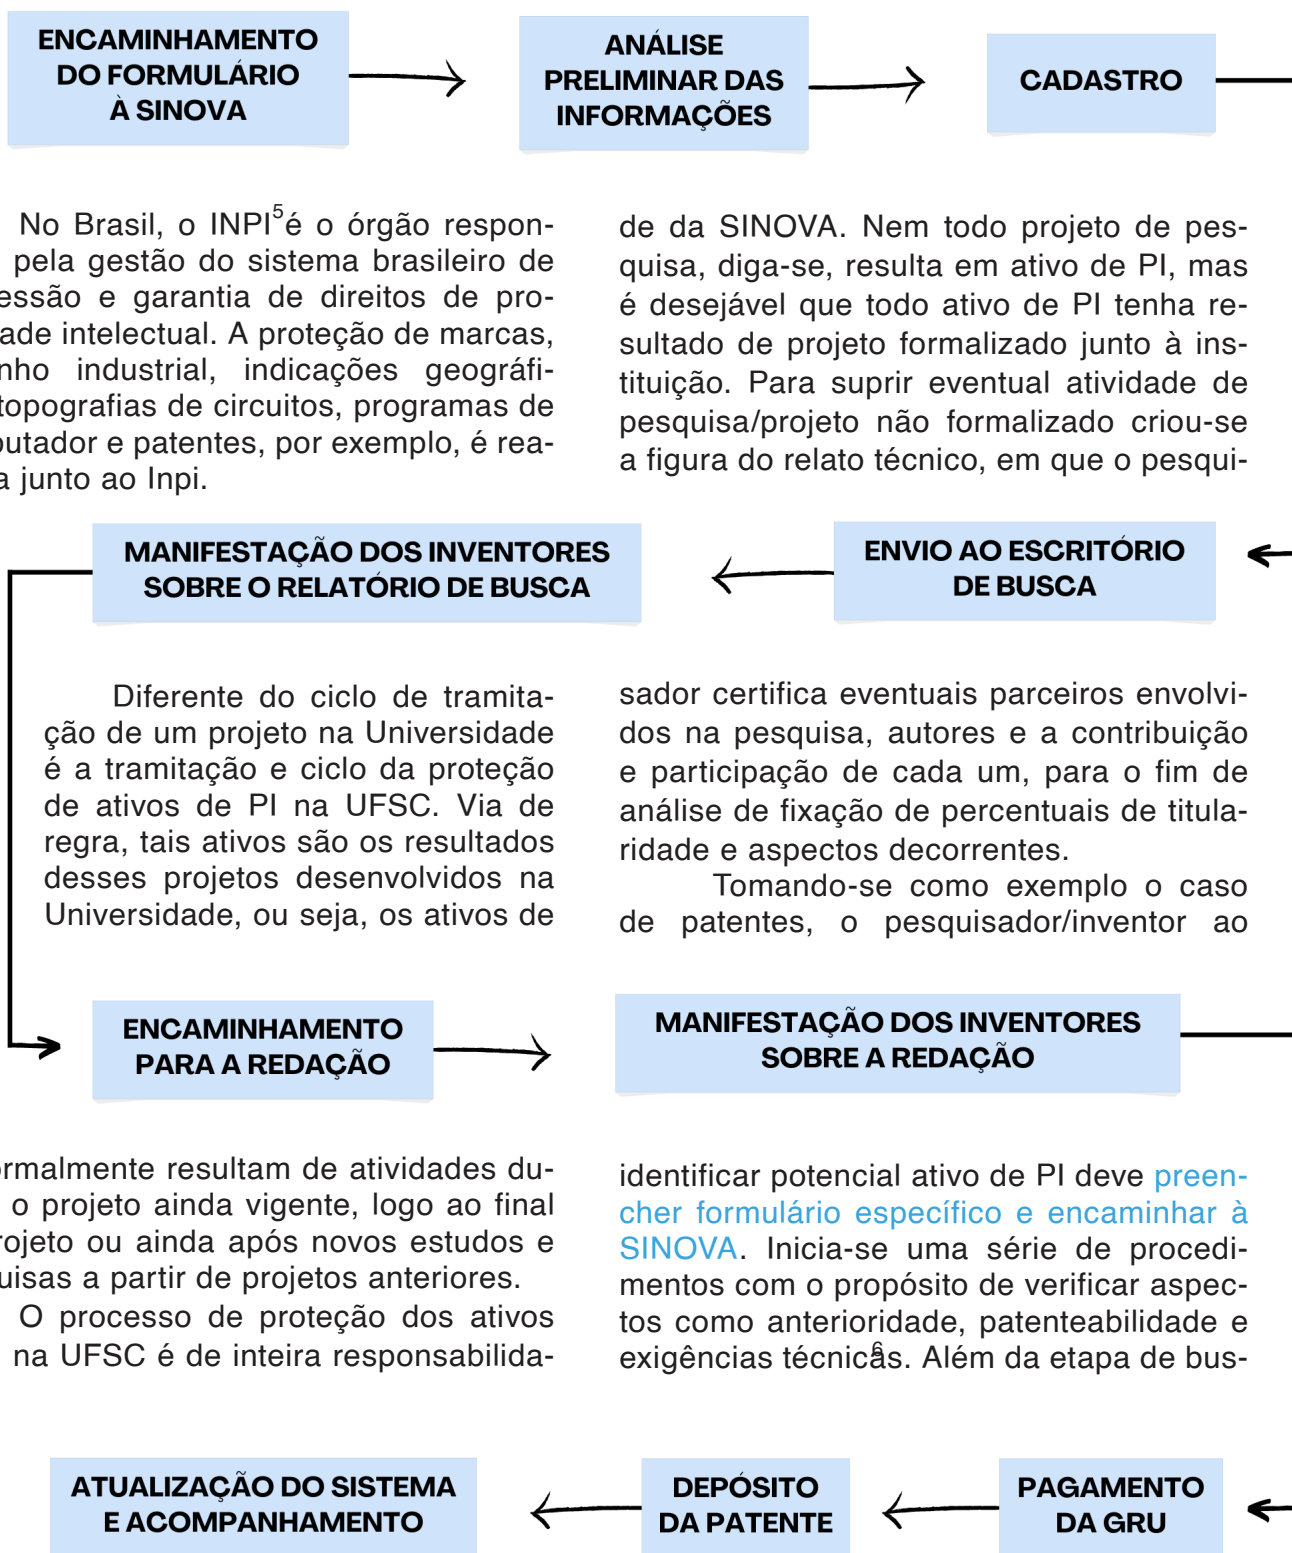 ENCAMINHAMENTO
DO FORMULÁRIO
À SINOVA
ANÁLISE
PRELIMINAR DAS
INFORMAÇÕES
CADASTRO
No Brasil, o INPI5é o órgão respon-
pela gestão do sistema brasileiro de
essão e garantia de direitos de pro-
ade intelectual. A proteção de marcas,
nho industrial, indicações geográfi-
topografias de circuitos, programas de
putador e patentes, por exemplo, é rea-
a junto ao Inpi.
de da SINOVA. Nem todo projeto de pes-
quisa, diga-se, resulta em ativo de PI, mas
é desejável que todo ativo de PI tenha re-
sultado de projeto formalizado junto à ins-
tituição. Para suprir eventual atividade de
pesquisa/projeto não formalizado criou-se
a figura do relato técnico, em que o pesqui-
MANIFESTAÇÃO DOS INVENTORES
SOBRE O RELATÓRIO DE BUSCA
ENVIO AO ESCRITÓRIO
DE BUSCA
Diferente do ciclo de tramita-
ção de um projeto na Universidade
é a tramitação e ciclo da proteção
de ativos de PI na UFSC. Via de
regra, tais ativos são os resultados
desses projetos desenvolvidos na
Universidade, ou seja, os ativos de
sador certifica eventuais parceiros envolvi-
dos na pesquisa, autores e a contribuição
e participação de cada um, para o fim de
análise de fixação de percentuais de titula-
ridade e aspectos decorrentes.
Tomando-se como exemplo o caso
de patentes, o pesquisador/inventor ao
ENCAMINHAMENTO
PARA A REDAÇÃO
MANIFESTAÇÃO DOS INVENTORES
SOBRE A REDAÇÃO
ormalmente resultam de atividades du-
o projeto ainda vigente, logo ao final
rojeto ou ainda após novos estudos e
uisas a partir de projetos anteriores.
O processo de proteção dos ativos
na UFSC é de inteira responsabilida-
identificar potencial ativo de PI deve preen-
cher formulário específico e encaminhar à
SINOVA. Inicia-se uma série de procedi-
mentos com o propósito de verificar aspec-
tos como anterioridade, patenteabilidade e
exigências técnicas6. Além da etapa de bus-
ATUALIZAÇÃO DO SISTEMA
E ACOMPANHAMENTO
DEPÓSITO
DA PATENTE
PAGAMENTO
DA GRU